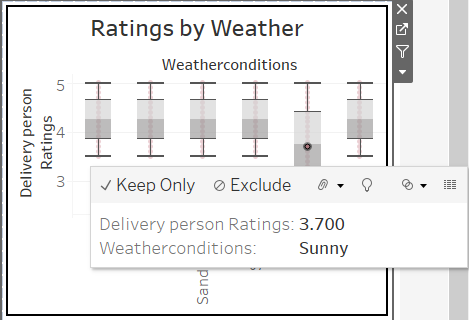 Ratings by Weather
Weatherconditions
Delivery person
Ratings
5
4
3
Keep Only
Exclude
Delivery person Ratings: 3.700
Weatherconditions: Sunny
Sand